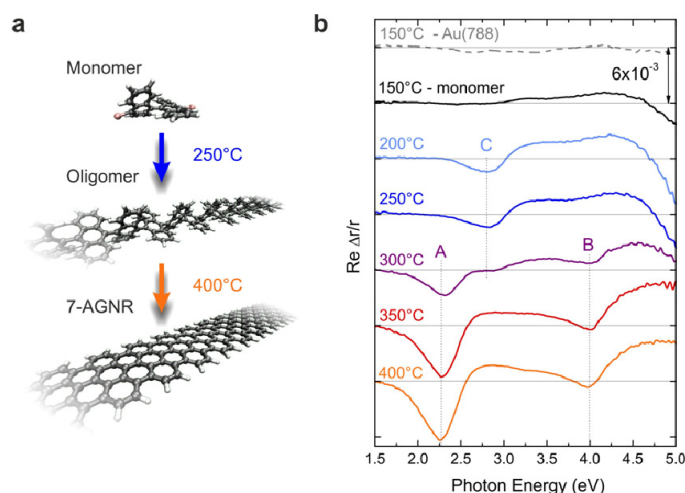 a
Monomer
250°C
Oligomer
400°C
7-AGNR
b
150°C - Au(788)
6x10⁻³
150°C - monomer
200°C
C
250°C
300°C
A
B
350°C
400°C
Re Δr/r
1.5 2.0 2.5 3.0 3.5 4.0 4.5 5.0
Photon Energy (eV)